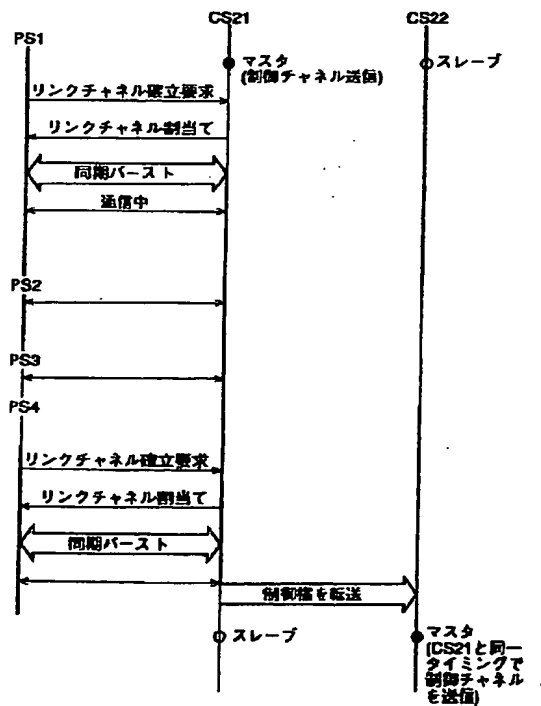 PS1
CS21
CS22
マスタ
(制御チャネル送信)
スレーブ
リンクチャネル確立要求
リンクチャネル割当て
同期バースト
通信中
PS2
PS3
PS4
リンクチャネル確立要求
リンクチャネル割当て
同期バースト
制御権を転送
スレーブ
マスタ
(CS21と同一
タイミングで
制御チャネル
を送信)